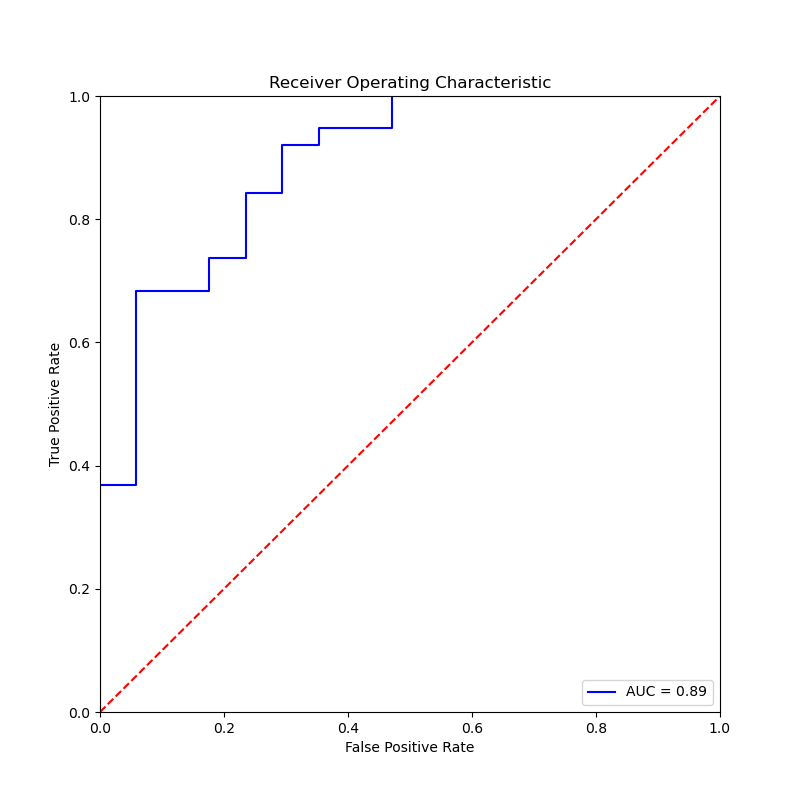 Receiver Operating Characteristic
1.0
0.8
0.6
0.4
0.2
0.0
True Positive Rate
0.0 0.2 0.4 0.6 0.8 1.0
False Positive Rate
AUC = 0.89